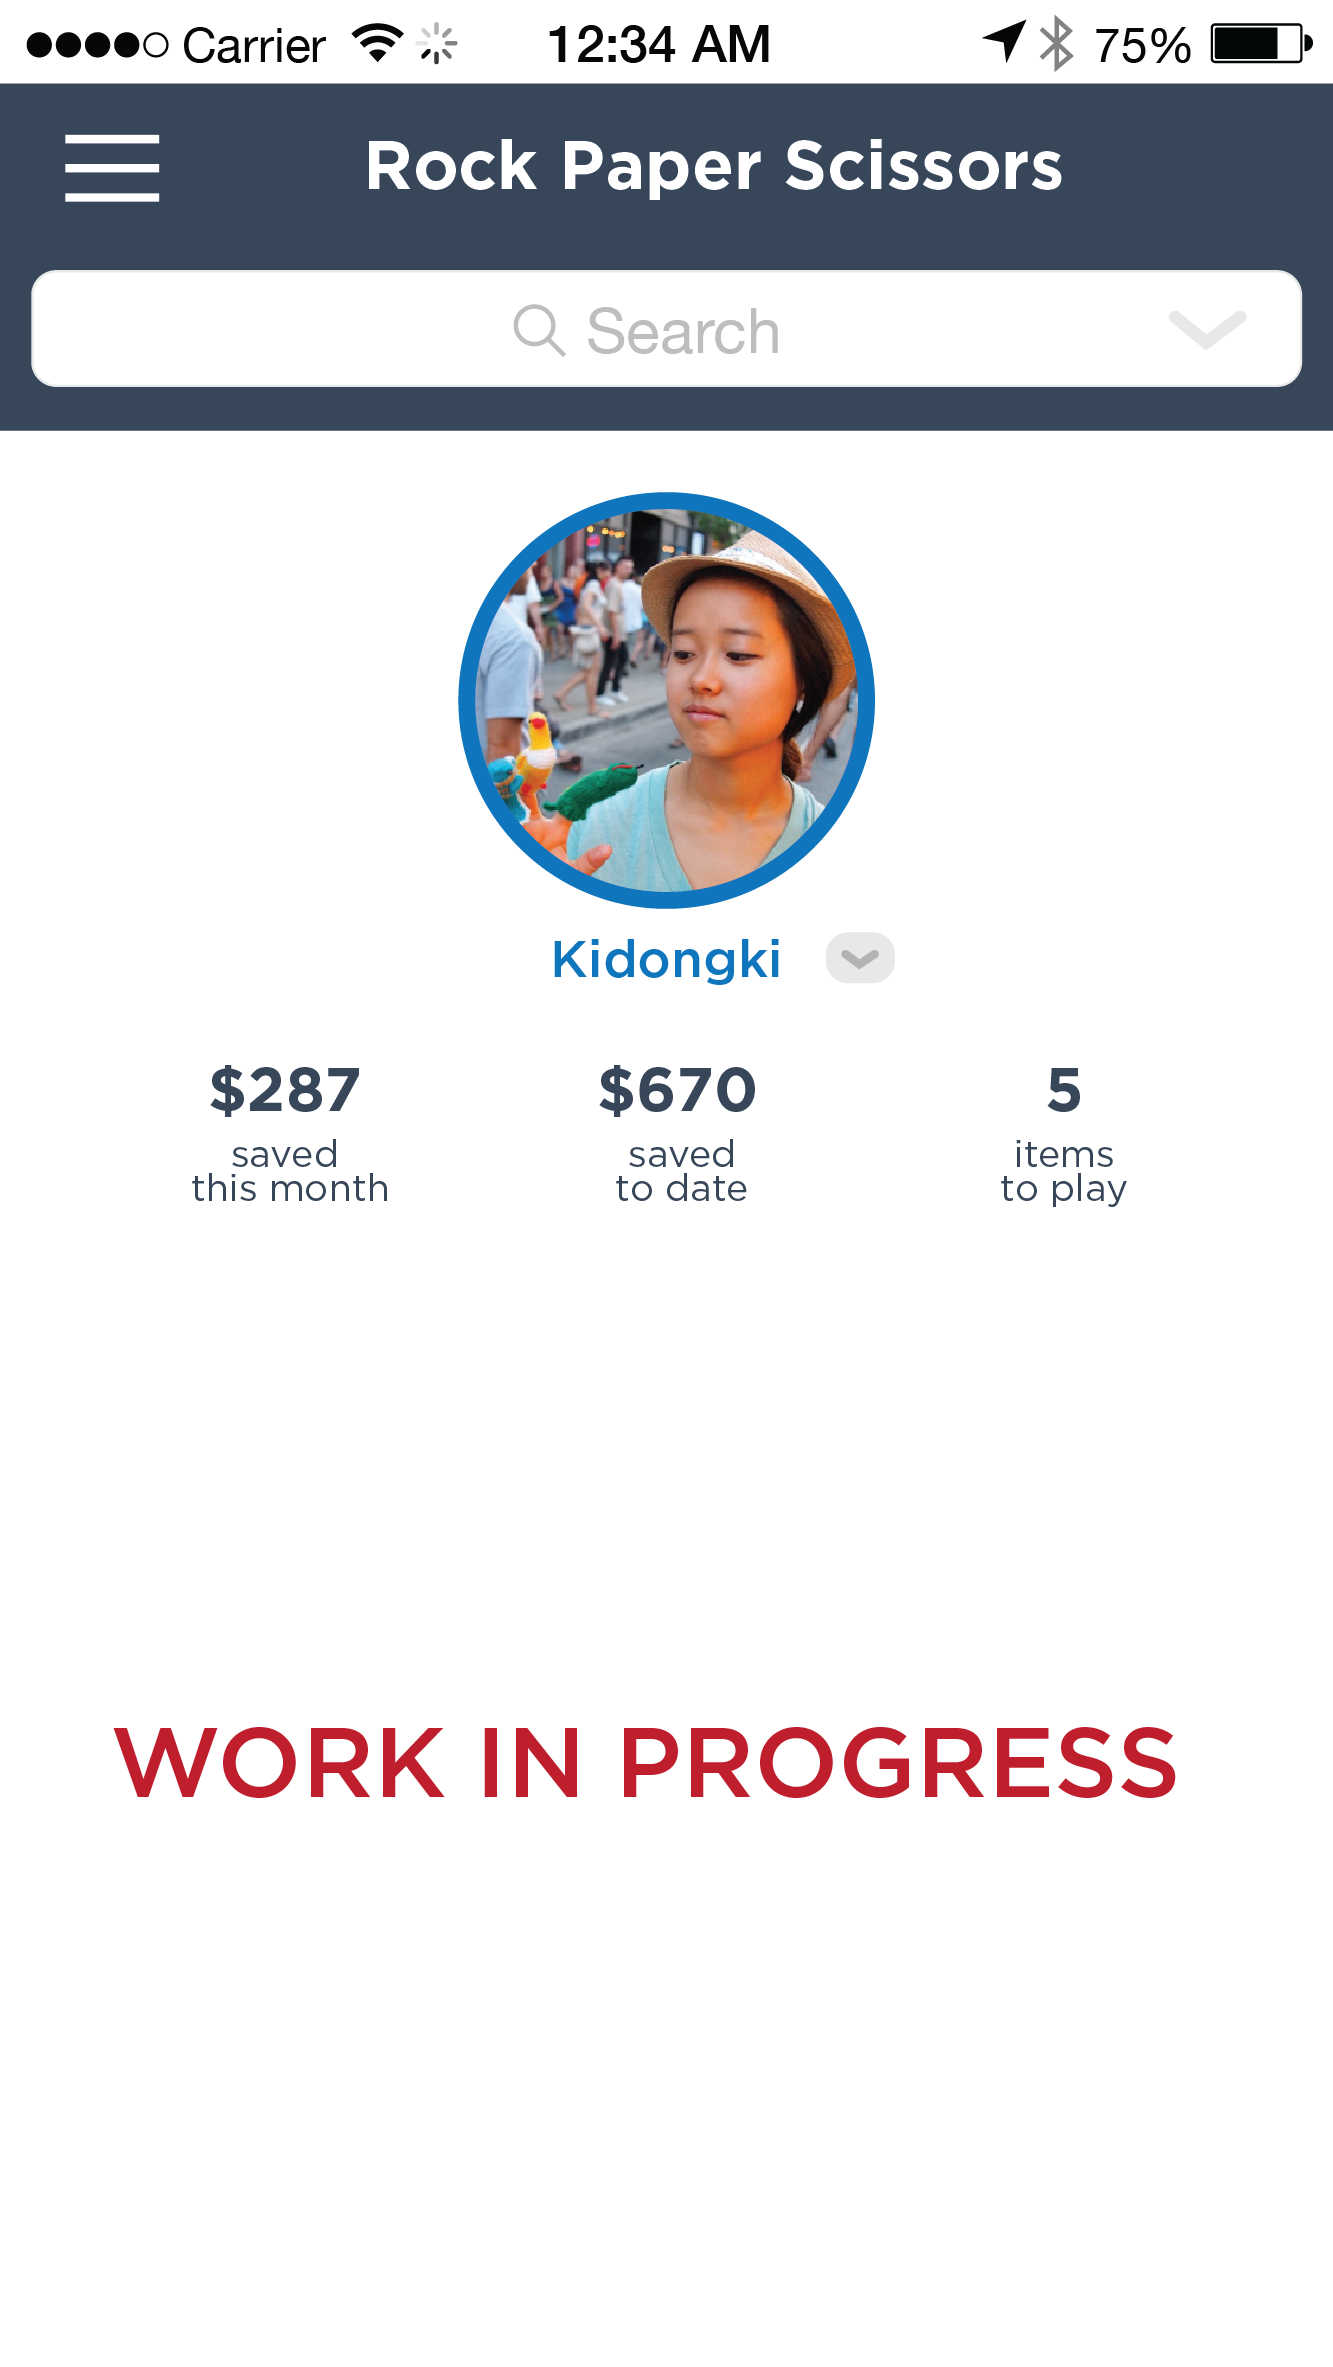 Carrier 12:34 AM 75%
Rock Paper Scissors
Search
Kidongki
$287 $670 5
saved saved items
this month to date to play
WORK IN PROGRESS